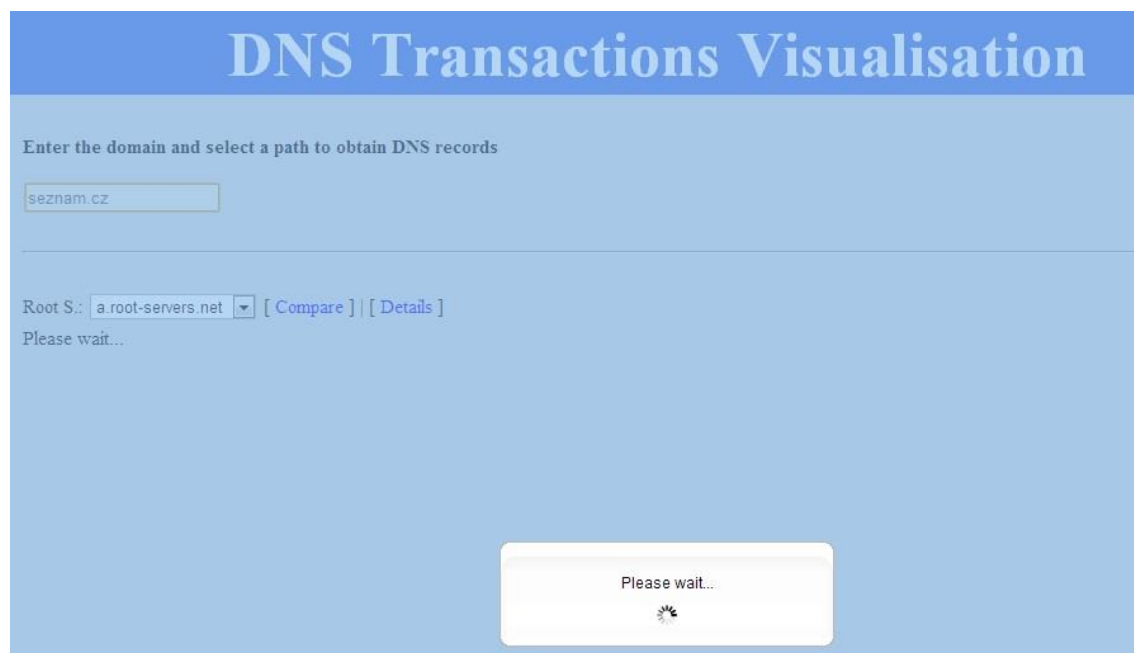 DNS Transactions Visualisation
Enter the domain and select a path to obtain DNS records
seznam.cz
Root S.: a.root-servers.net [ Compare ] | [ Details ]
Please wait...
Please wait...